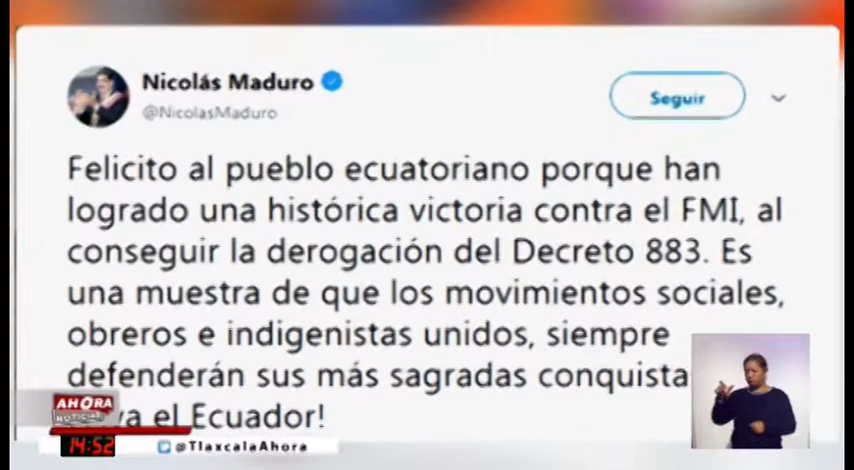 Nicolás Maduro
@NicolasMaduro
Seguir
Felicito al pueblo ecuatoriano porque han
logrado una histórica victoria contra el FMI, al
conseguir la derogación del Decreto 883. Es
una muestra de que los movimientos sociales,
obreros e indigenistas unidos, siempre
defenderán sus más sagradas conquista
va el Ecuador!
AHORA
NOTICIAS
14:52
@TlaxcalaAhora